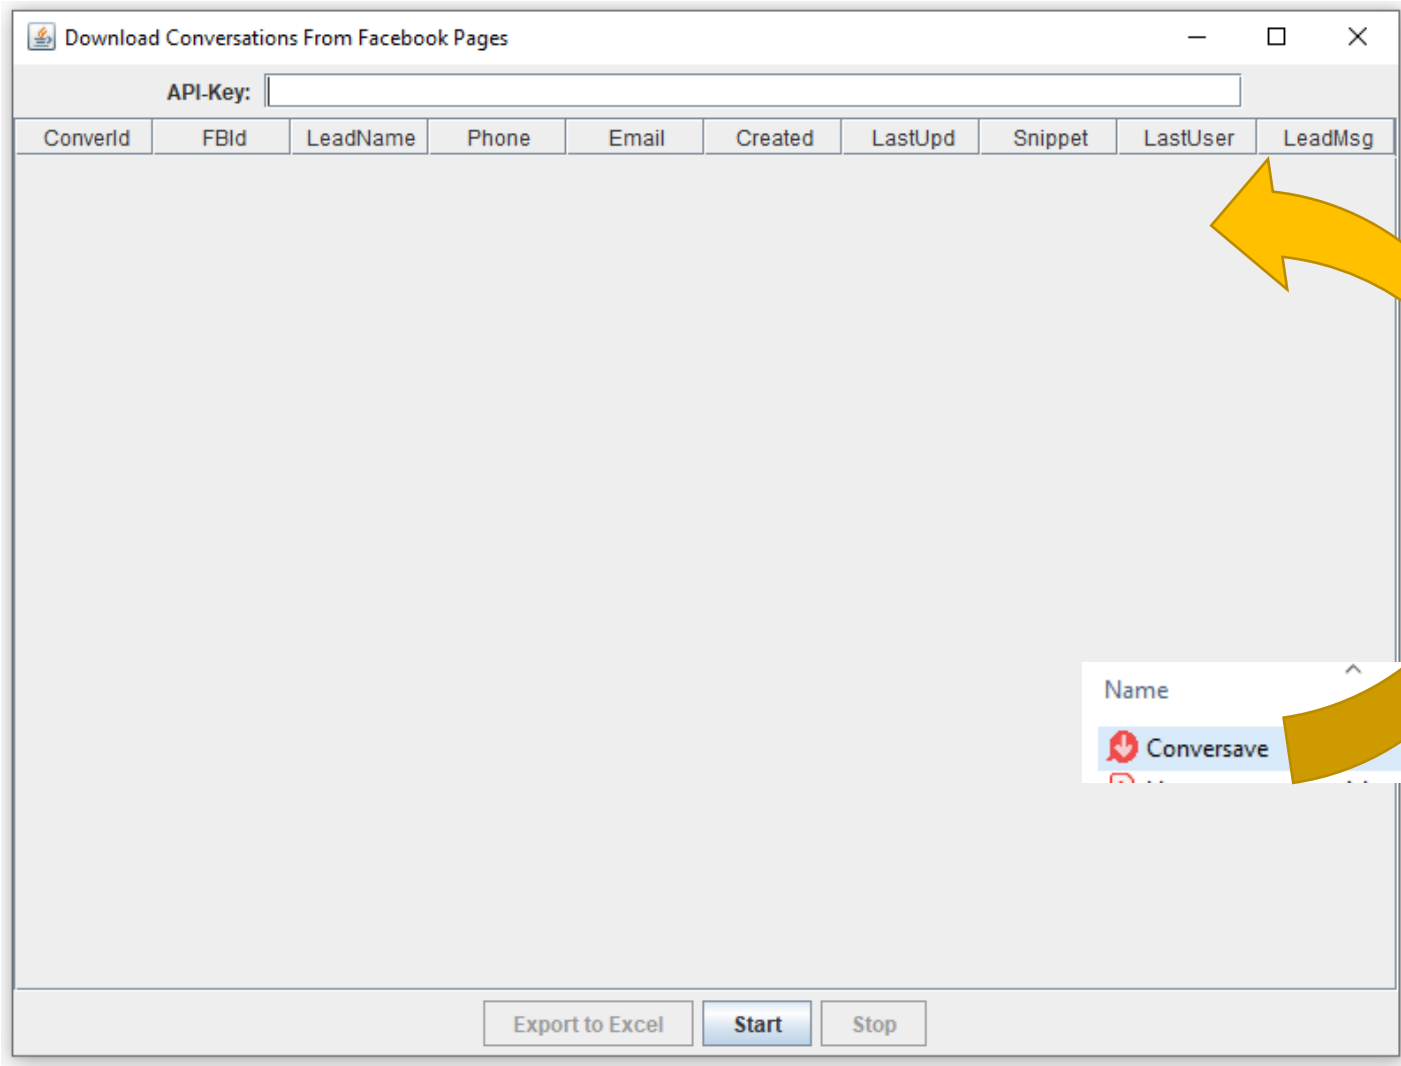 Download Conversations From Facebook Pages
API-Key:
ConverId FBId LeadName Phone Email Created LastUpd Snippet LastUser LeadMsg
Name
Conversave
Export to Excel Start Stop